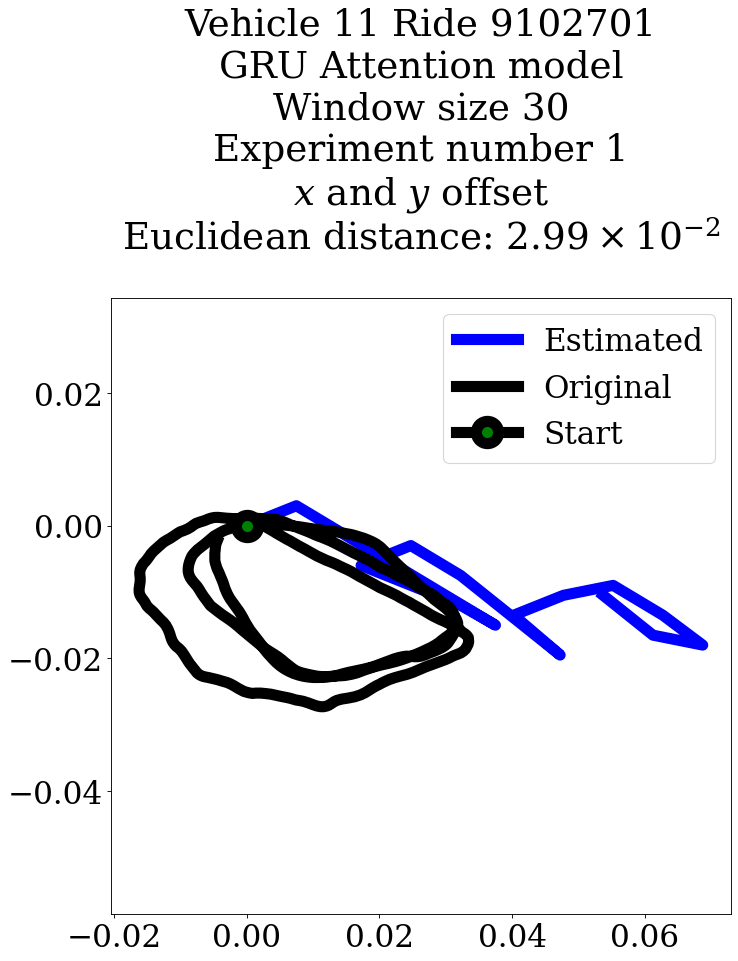 Vehicle 11 Ride 9102701
GRU Attention model
Window size 30
Experiment number 1
x and y offset
Euclidean distance: 2.99 × 10⁻²
Estimated
Original
Start
0.02
0.00
−0.02
−0.04
−0.02 0.00 0.02 0.04 0.06